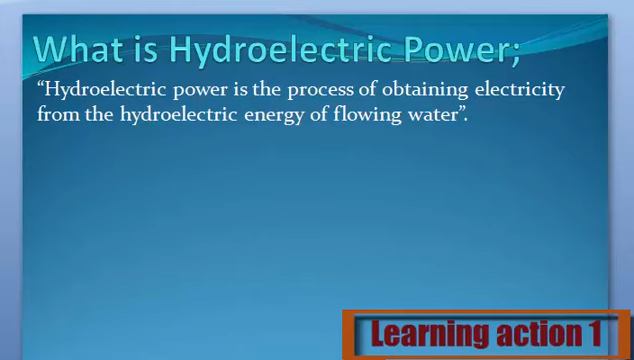 What is Hydroelectric Power;
“Hydroelectric power is the process of obtaining electricity
from the hydroelectric energy of flowing water”.
Learning action 1